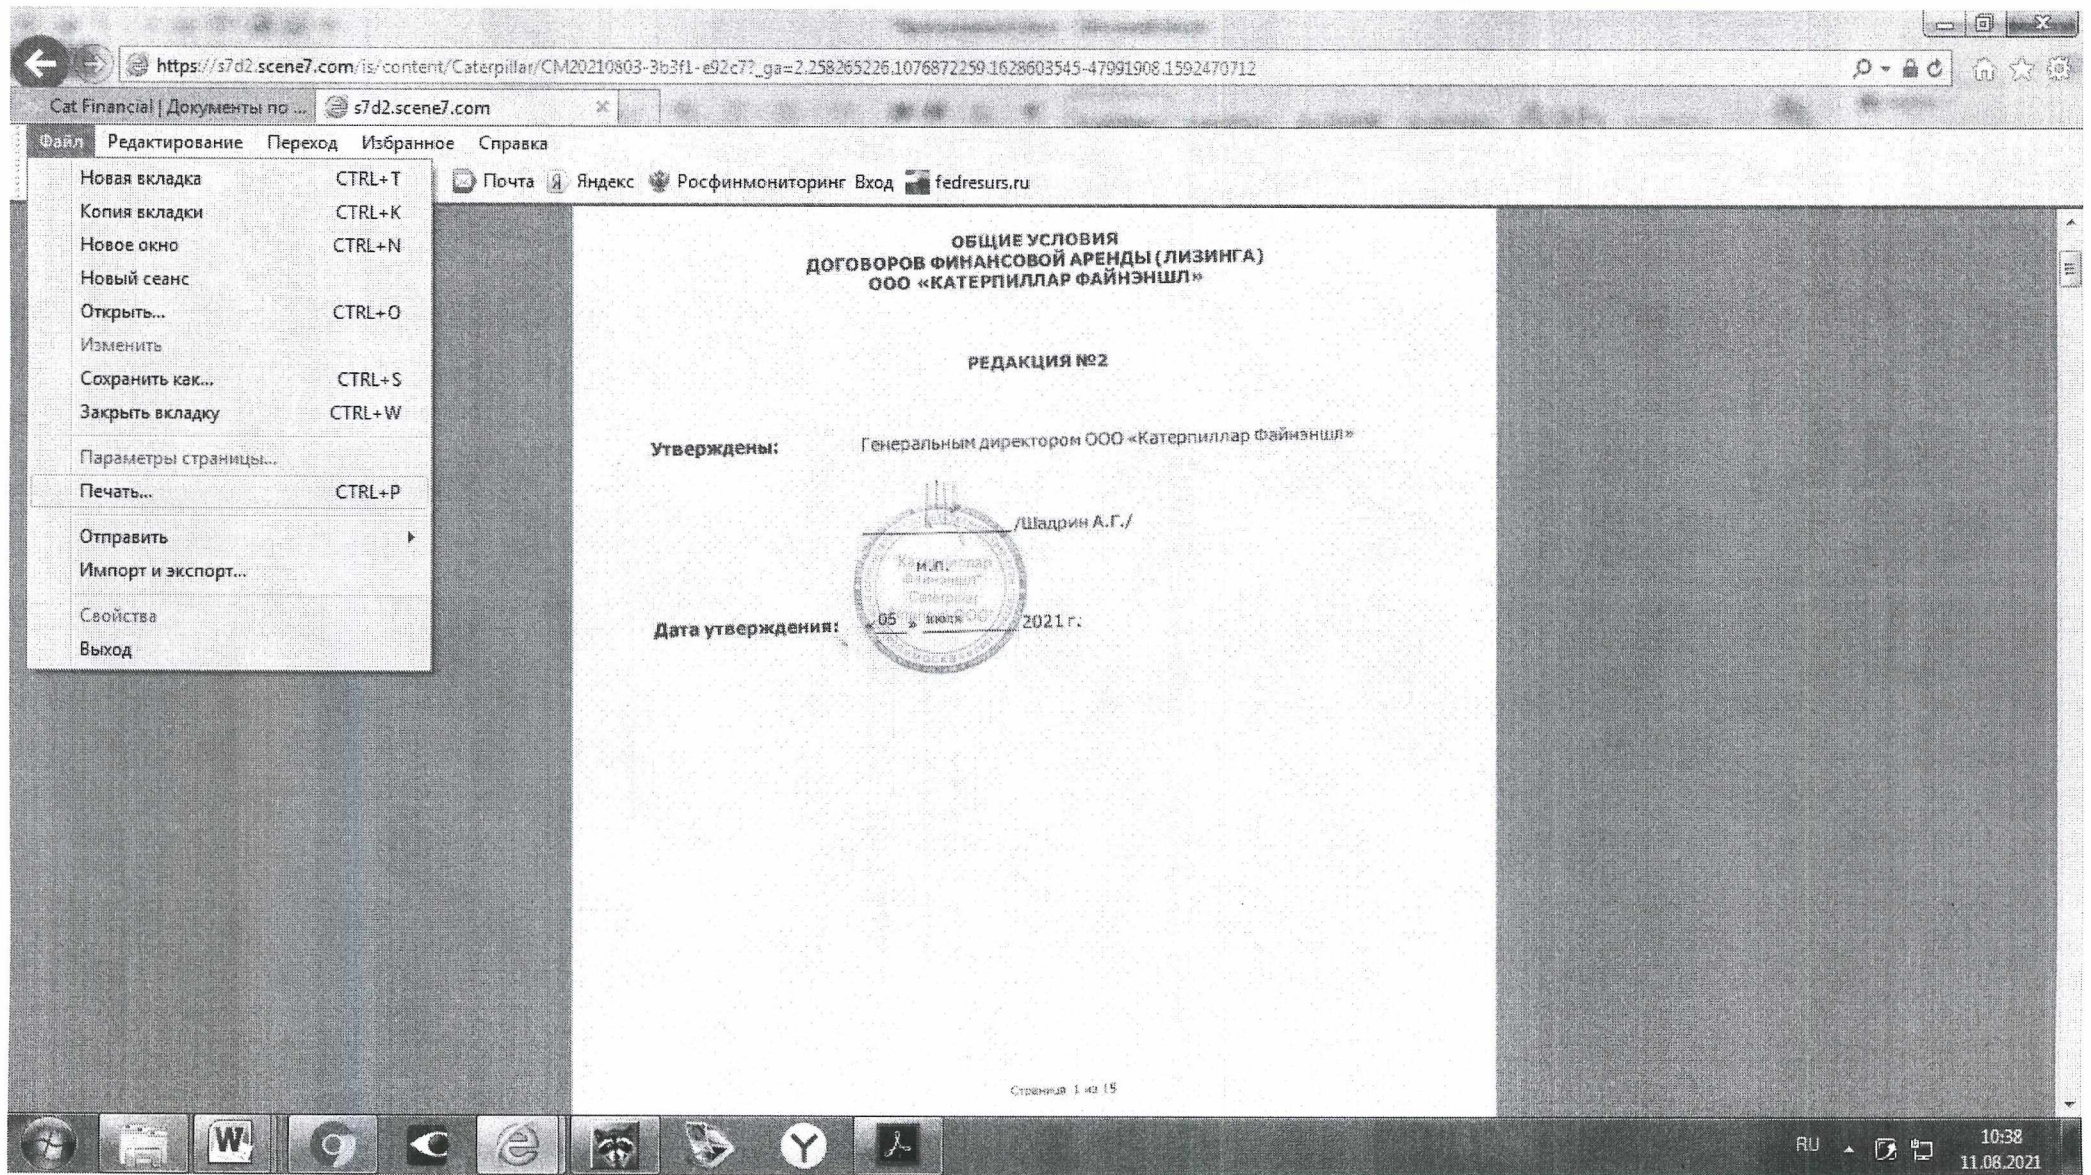 https://s7d2.scene7.com/is/content/Caterpillar/CM20210803-3b3f1-e92c7?_ga=2.258265226.1076872259.1628603545-47991908.1592470712
Cat Financial | Документы по ...
s7d2.scene7.com
Файл Редактирование Переход Избранное Справка
Почта Яндекс Росфинмониторинг Вход fedresurs.ru
Новая вкладка CTRL+T
Копия вкладки CTRL+K
Новое окно CTRL+N
Новый сеанс
Открыть... CTRL+O
Изменить
Сохранить как... CTRL+S
Закрыть вкладку CTRL+W
Параметры страницы...
Печать... CTRL+P
Отправить
Импорт и экспорт...
Свойства
Выход
ОБЩИЕ УСЛОВИЯ
ДОГОВОРОВ ФИНАНСОВОЙ АРЕНДЫ (ЛИЗИНГА)
ООО «КАТЕРПИЛЛАР ФАЙНЭНШЛ»
РЕДАКЦИЯ №2
Утверждены: Генеральным директором ООО «Катерпиллар Файнэншл»
/Шадрин А.Г./
м.п.
Дата утверждения: «05» июля 2021 г.
Страница 1 из 15
RU
10:38
11.08.2021